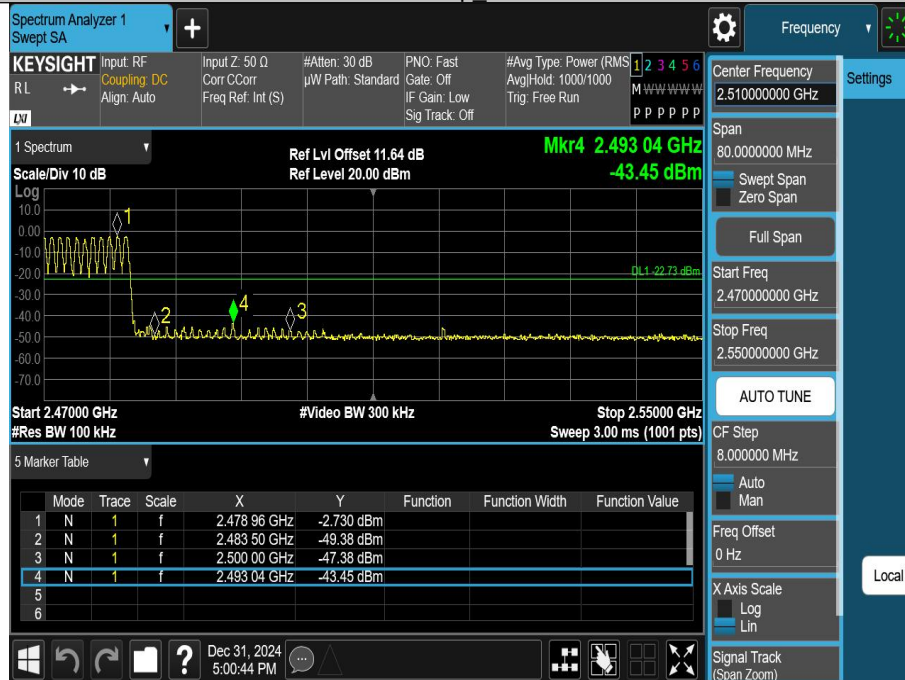 Spectrum Analyzer 1
Swept SA
Frequency
KEYSIGHT
RL
LXI
Input: RF
Coupling: DC
Align: Auto
Input Z: 50 Ω
Corr CCorr
Freq Ref: Int (S)
#Atten: 30 dB
µW Path: Standard
PNO: Fast
Gate: Off
IF Gain: Low
Sig Track: Off
#Avg Type: Power (RMS
Avg|Hold: 1000/1000
Trig: Free Run
1 2 3 4 5 6
M W W W W W
P P P P P P
1 Spectrum
Scale/Div 10 dB
Ref Lvl Offset 11.64 dB
Ref Level 20.00 dBm
Mkr4 2.493 04 GHz
-43.45 dBm
Log
10.0
0.00
-10.0
-20.0
-30.0
-40.0
-50.0
-60.0
-70.0
1
2
4
3
DL1 -22.73 dBm
Start 2.47000 GHz
#Video BW 300 kHz
Stop 2.55000 GHz
#Res BW 100 kHz
Sweep 3.00 ms (1001 pts)
5 Marker Table
Mode Trace Scale X Y Function Function Width Function Value
1 N 1 f 2.478 96 GHz -2.730 dBm
2 N 1 f 2.483 50 GHz -49.38 dBm
3 N 1 f 2.500 00 GHz -47.38 dBm
4 N 1 f 2.493 04 GHz -43.45 dBm
5
6
Dec 31, 2024
5:00:44 PM
Center Frequency
2.510000000 GHz
Settings
Span
80.0000000 MHz
Swept Span
Zero Span
Full Span
Start Freq
2.470000000 GHz
Stop Freq
2.550000000 GHz
AUTO TUNE
CF Step
8.000000 MHz
Auto
Man
Freq Offset
0 Hz
Local
X Axis Scale
Log
Lin
Signal Track
(Span Zoom)